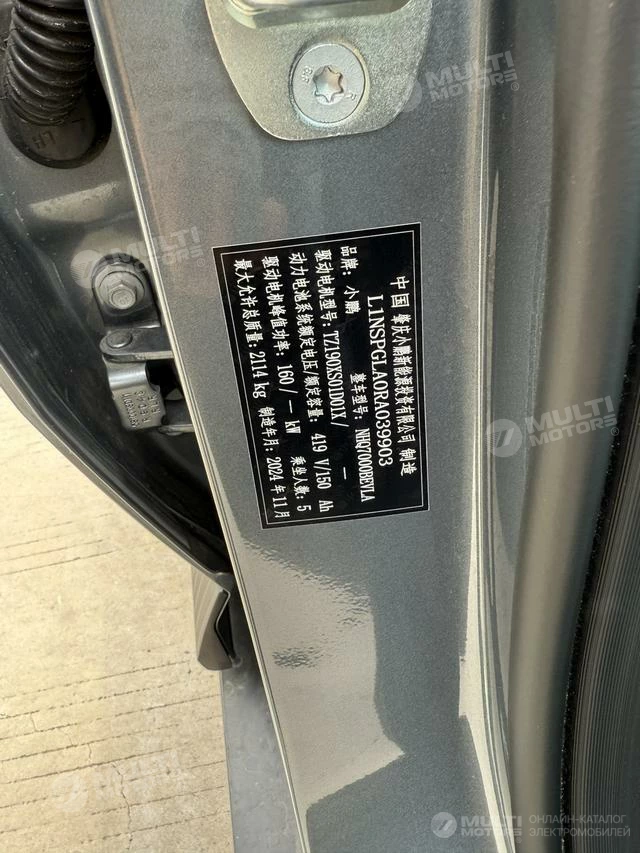 中国 肇庆小鹏新能源投资有限公司 制造
L1NSPGLA0RA039903
品牌：小鹏 整车型号：NHQ7000BEVLA
驱动电机型号：TZ190XS01D01X/ —
动力电池系统额定电压/额定容量：419 V/150 Ah
驱动电机峰值功率：160/ — kW 乘坐人数：5
最大允许总质量：2114 kg 制造年月：2024 年 11月
MULTI MOTORS®
MULTI MOTORS
MULTI MOTORS
MULTI MOTORS
MULTI MOTORS ОНЛАЙН-КАТАЛОГ ЭЛЕКТРОМОБИЛЕЙ